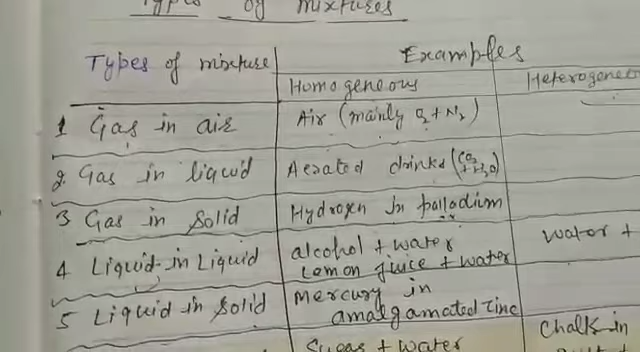 Types of mixtures
Types of mixture
Examples
Homogeneous
Heterogeneo
1 Gas in air
Air (mainly O₂ + N₂)
2. Gas in liquid
Aerated drinks (CO₂ + H₂O)
3 Gas in Solid
Hydrogen in palladium
4 Liquid in Liquid
alcohol + water
Lemon juice + water
water +
5 Liquid in Solid
Mercury in
amalgamated zinc
Sugar + water
Chalk in